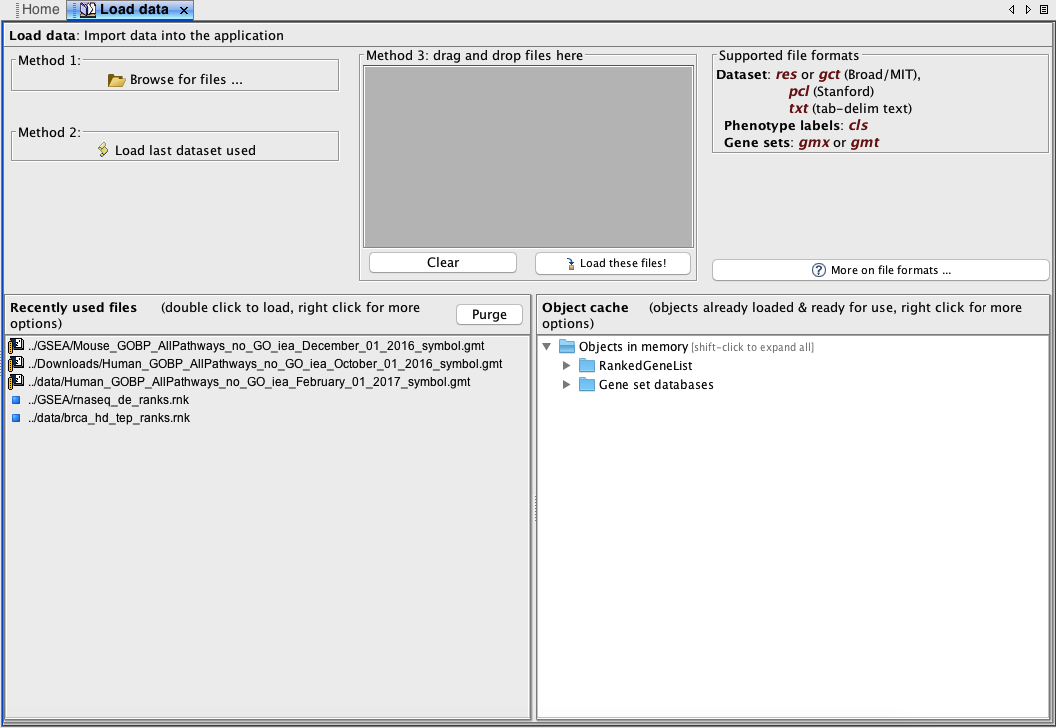 Home
Load data
Load data: Import data into the application
Method 1:
Browse for files ...
Method 2:
Load last dataset used
Method 3: drag and drop files here
Clear
Load these files!
Supported file formats
Dataset: res or gct (Broad/MIT),
pcl (Stanford)
txt (tab-delim text)
Phenotype labels: cls
Gene sets: gmx or gmt
More on file formats ...
Recently used files (double click to load, right click for more
options)
Purge
../GSEA/Mouse_GOBP_AllPathways_no_GO_iea_December_01_2016_symbol.gmt
../Downloads/Human_GOBP_AllPathways_no_GO_iea_October_01_2016_symbol.gmt
../data/Human_GOBP_AllPathways_no_GO_iea_February_01_2017_symbol.gmt
../GSEA/rnaseq_de_ranks.rnk
../data/brca_hd_tep_ranks.rnk
Object cache (objects already loaded & ready for use, right click for more
options)
Objects in memory [shift-click to expand all]
RankedGeneList
Gene set databases